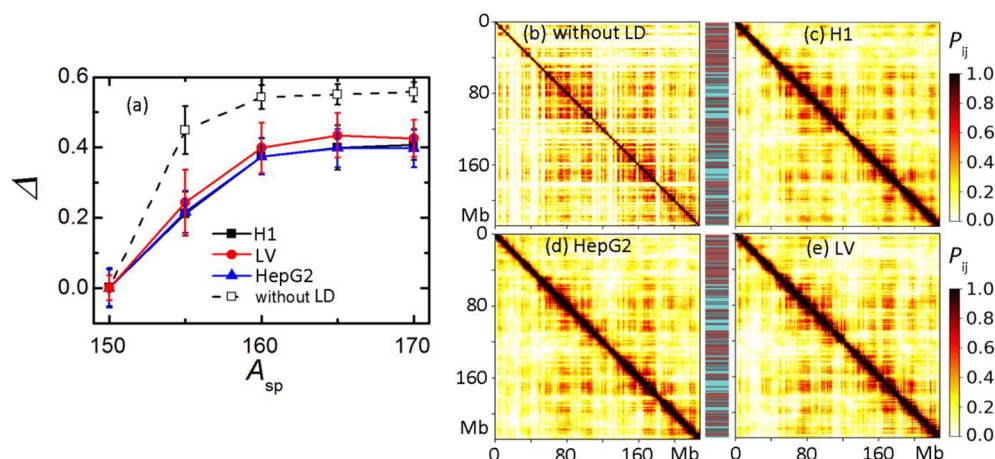 (a)
Δ
0.6
0.4
0.2
0.0
150
160
170
A_sp
H1
LV
HepG2
without LD
(b) without LD
0
80
160
Mb
(c) H1
P_ij
1.0
0.8
0.6
0.4
0.2
0.0
(d) HepG2
0
80
160
Mb
0
80
160
Mb
(e) LV
0
80
160
Mb
P_ij
1.0
0.8
0.6
0.4
0.2
0.0